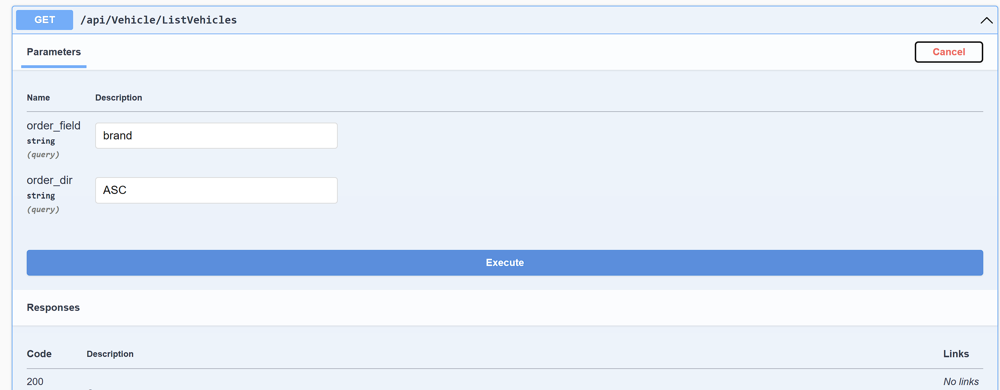 GET /api/Vehicle/ListVehicles
Parameters
Cancel
Name Description
order_field
string
(query)
brand
order_dir
string
(query)
ASC
Execute
Responses
Code Description Links
200 No links